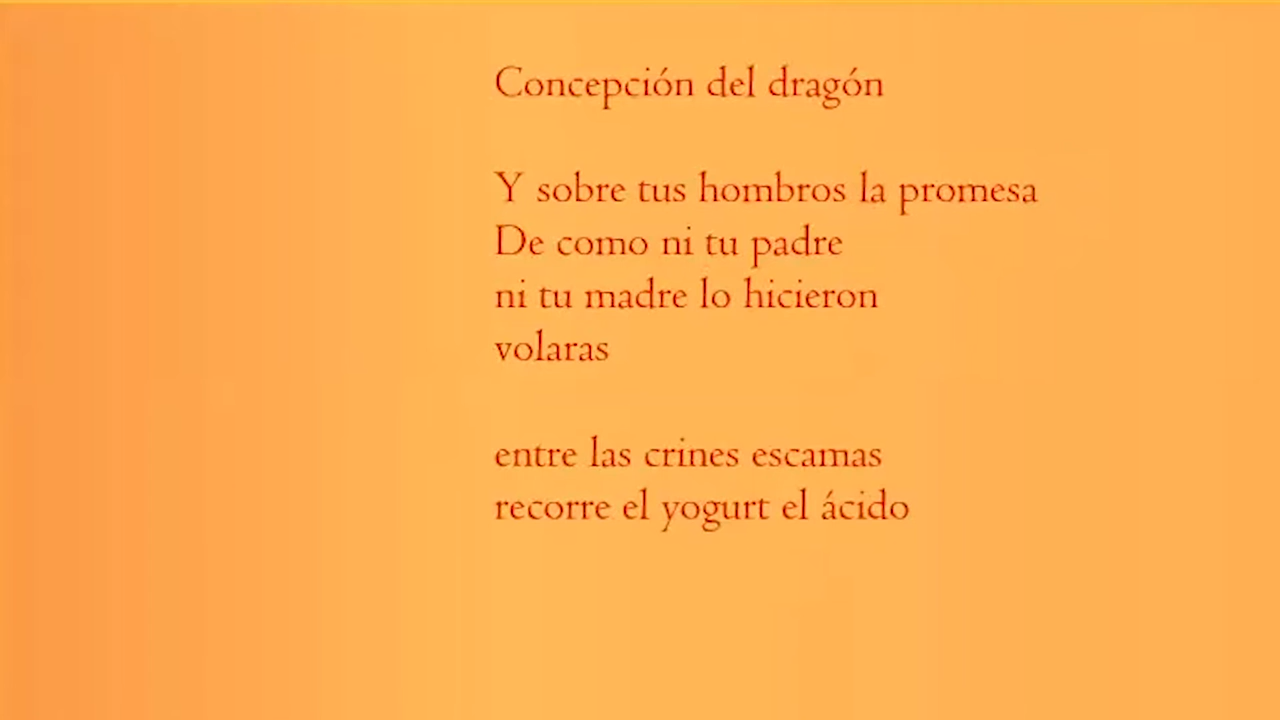 Concepción del dragón
Y sobre tus hombros la promesa
De como ni tu padre
ni tu madre lo hicieron
volaras
entre las crines escamas
recorre el yogurt el ácido